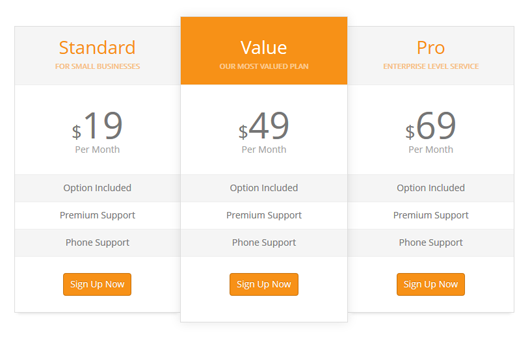 Standard
FOR SMALL BUSINESSES
$19
Per Month
Option Included
Premium Support
Phone Support
Sign Up Now
Value
OUR MOST VALUED PLAN
$49
Per Month
Option Included
Premium Support
Phone Support
Sign Up Now
Pro
ENTERPRISE LEVEL SERVICE
$69
Per Month
Option Included
Premium Support
Phone Support
Sign Up Now